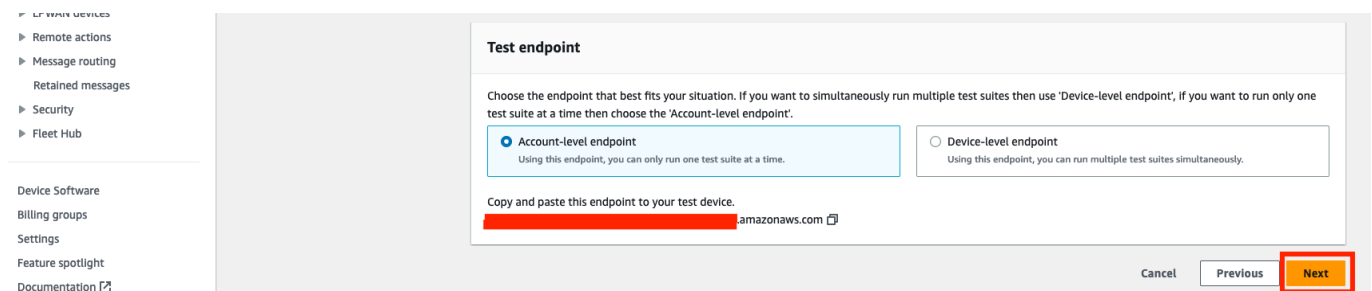 LPWAN devices
Remote actions
Message routing
Retained messages
Security
Fleet Hub
Device Software
Billing groups
Settings
Feature spotlight
Documentation
Test endpoint
Choose the endpoint that best fits your situation. If you want to simultaneously run multiple test suites then use 'Device-level endpoint', if you want to run only one
test suite at a time then choose the 'Account-level endpoint'.
Account-level endpoint
Using this endpoint, you can only run one test suite at a time.
Device-level endpoint
Using this endpoint, you can run multiple test suites simultaneously.
Copy and paste this endpoint to your test device.
.amazonaws.com
Cancel
Previous
Next